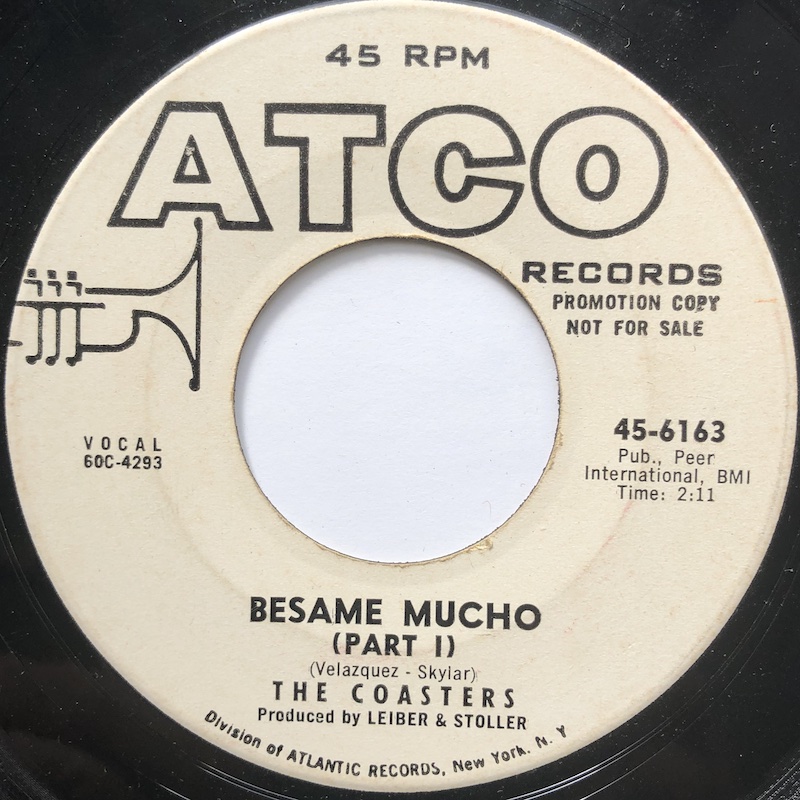 45 RPM
ATCO
RECORDS
PROMOTION COPY
NOT FOR SALE
VOCAL
60C-4293
45-6163
Pub., Peer
International, BMI
Time: 2:11
BESAME MUCHO
(PART I)
(Velazquez - Skylar)
THE COASTERS
Produced by LEIBER & STOLLER
Division of ATLANTIC RECORDS, New York, N. Y